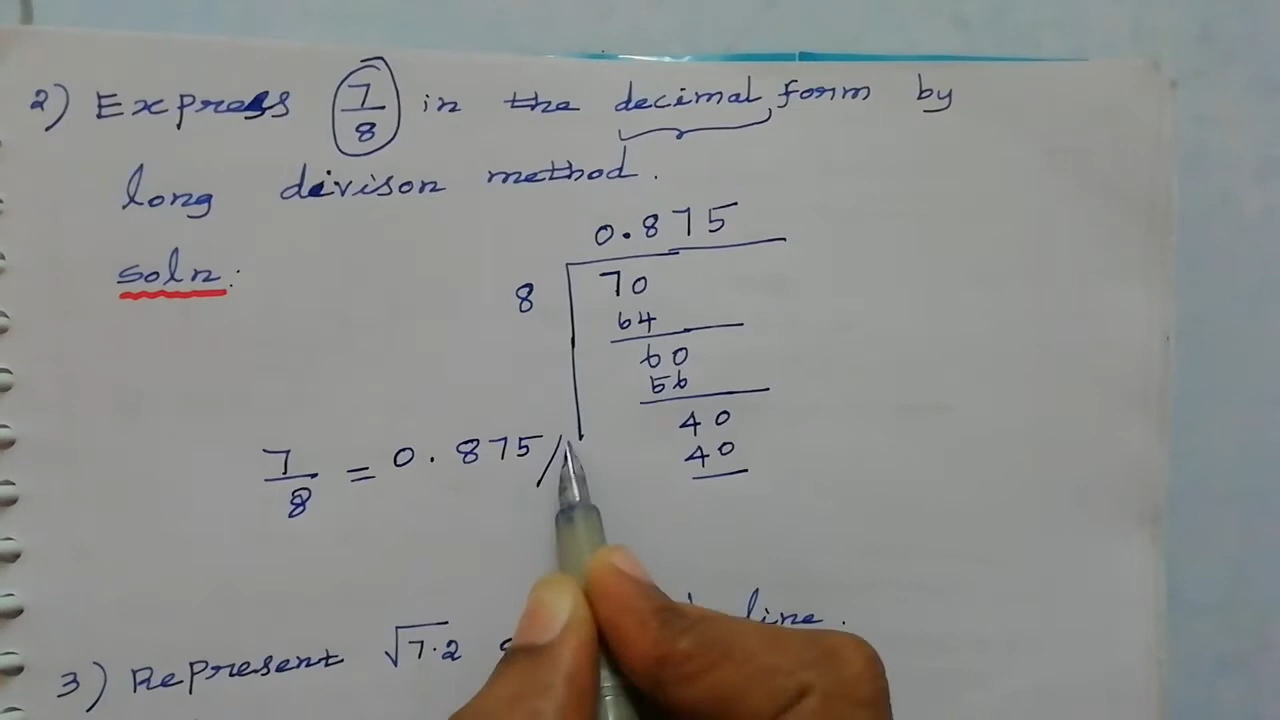 2) Express 7/8 in the decimal form by
long divison method.
soln:
0.875
8 70
64
60
56
40
40
7/8 = 0.875/
3) Represent √7.2 line.